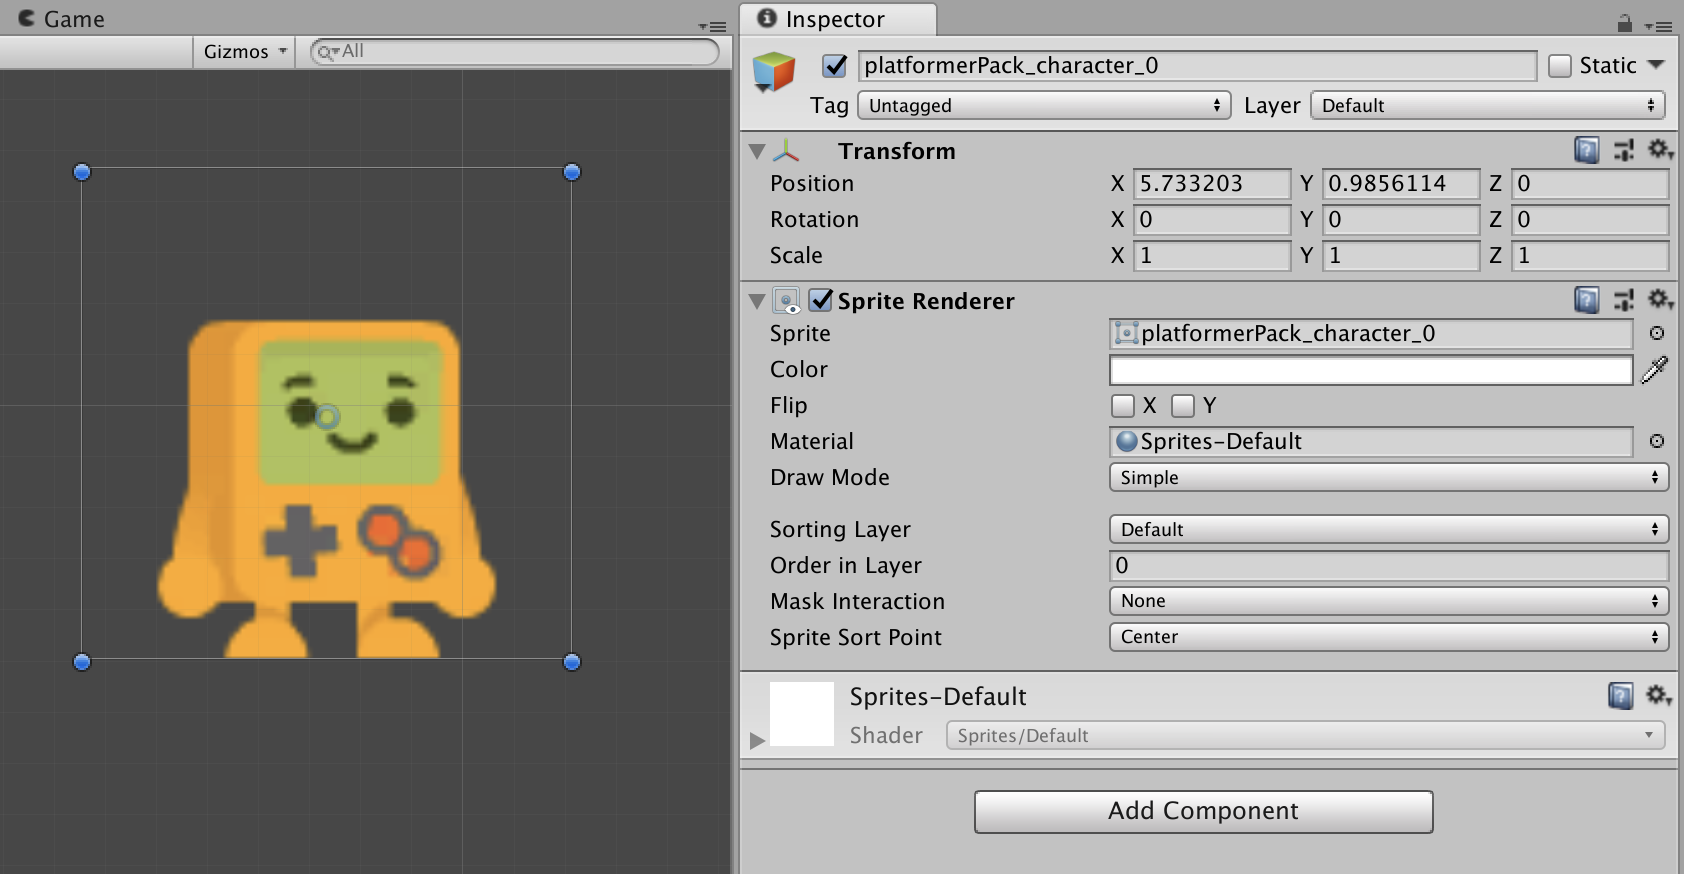 Game
Gizmos All
Inspector
platformerPack_character_0 Static
Tag Untagged Layer Default
Transform
Position X 5.733203 Y 0.9856114 Z 0
Rotation X 0 Y 0 Z 0
Scale X 1 Y 1 Z 1
Sprite Renderer
Sprite platformerPack_character_0
Color
Flip X Y
Material Sprites-Default
Draw Mode Simple
Sorting Layer Default
Order in Layer 0
Mask Interaction None
Sprite Sort Point Center
Sprites-Default
Shader Sprites/Default
Add Component